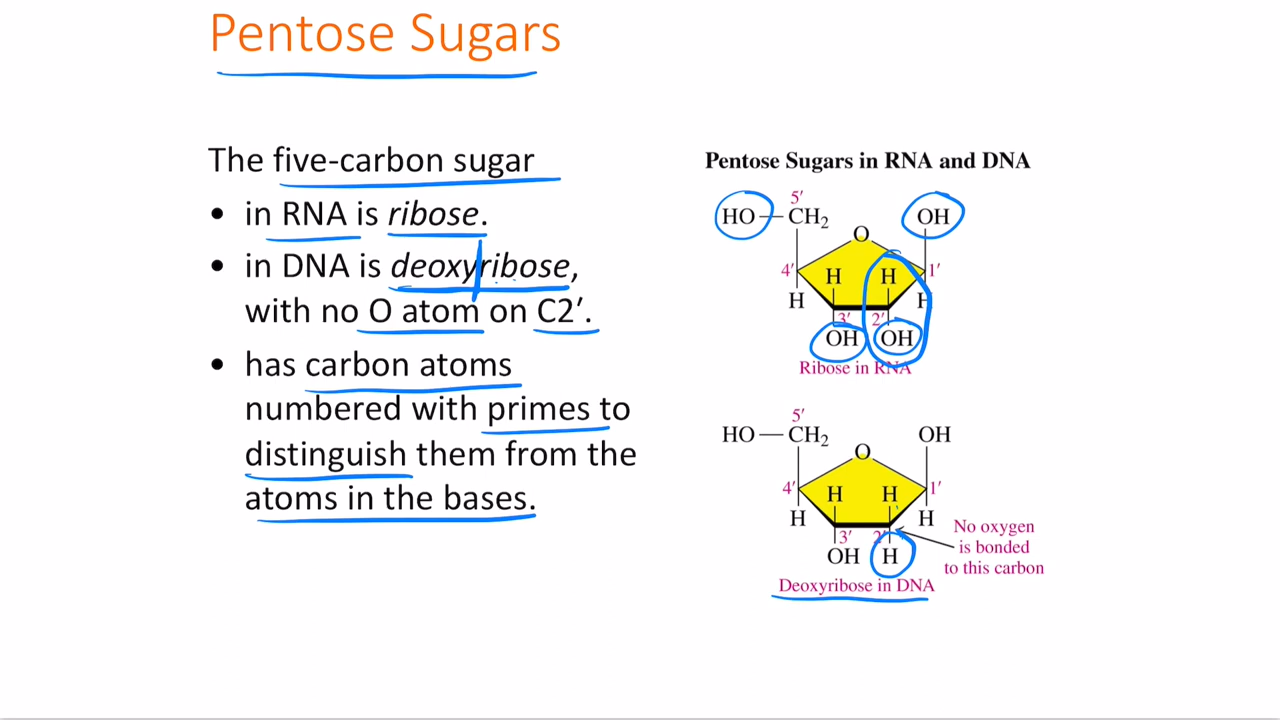 Pentose Sugars
The five-carbon sugar
• in RNA is ribose.
• in DNA is deoxyribose,
with no O atom on C2′.
• has carbon atoms
numbered with primes to
distinguish them from the
atoms in the bases.
Pentose Sugars in RNA and DNA
5′
HO—CH₂ OH
O
4′ H H 1′
H H
3′ 2′
OH OH
Ribose in RNA
5′
HO—CH₂ OH
O
4′ H H 1′
H H
No oxygen
3′ 2′
is bonded
OH H
to this carbon
Deoxyribose in DNA